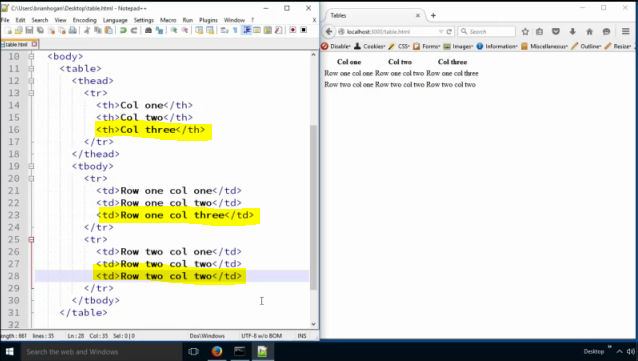 C:\Users\brianhogan\Desktop\table.html - Notepad++
File Edit Search View Encoding Language Settings Macro Run Plugins Window ?
table.html
10 <body>
11 <table>
12 <thead>
13 <tr>
14 <th>Col one</th>
15 <th>Col two</th>
16 <th>Col three</th>
17 </tr>
18 </thead>
19 <tbody>
20 <tr>
21 <td>Row one col one</td>
22 <td>Row one col two</td>
23 <td>Row one col three</td>
24 </tr>
25 <tr>
26 <td>Row two col one</td>
27 <td>Row two col two</td>
28 <td>Row two col two</td>
29 </tr>
30 </tbody>
31 </table>
32
length : 661 lines : 35 Ln : 28 Col : 35 Sel : 0 | 0 Dos\Windows UTF-8 w/o BOM INS
Tables
localhost:3000/table.html Search
Disable Cookies CSS Forms Images Information Miscellaneous Outline Resize
Col one Col two Col three
Row one col one Row one col two Row one col three
Row two col one Row two col two Row two col two
Search the web and Windows
Desktop